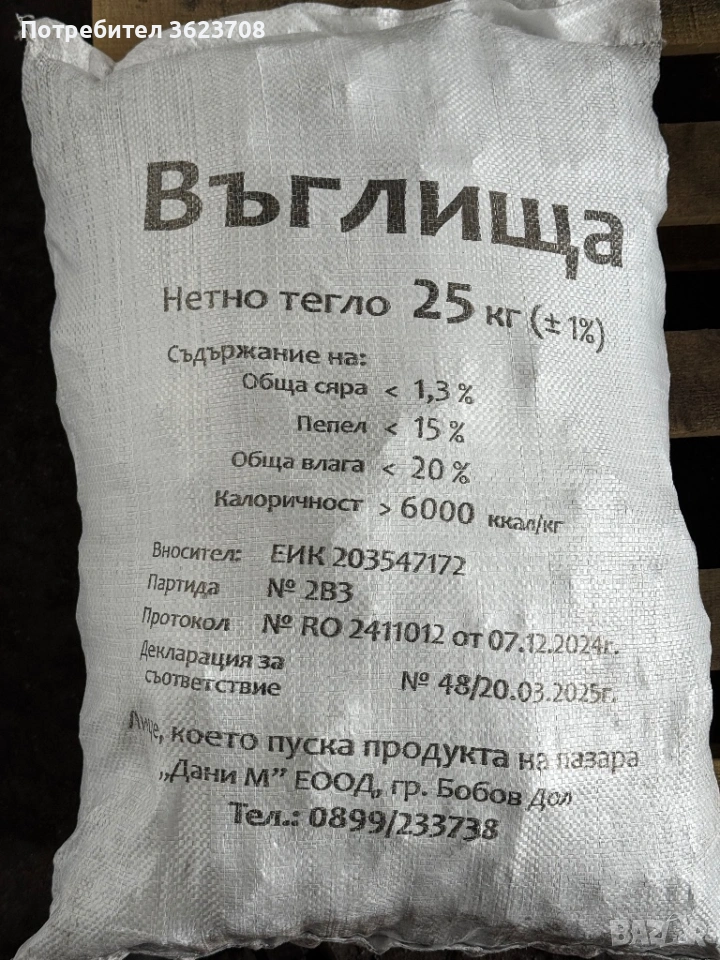 Потребител 3623708
Въглища
Нетно тегло 25 кг (± 1%)
Съдържание на:
Обща сяра < 1,3 %
Пепел < 15 %
Обща влага < 20 %
Калоричност > 6000 ккал/кг
Вносител: ЕИК 203547172
Партида № 2В3
Протокол № RO 2411012 от 07.12.2024г.
Декларация за
съответствие № 48/20.03.2025г.
Лице, което пуска продукта на пазара
„Дани М” ЕООД, гр. Бобов Дол
Тел.: 0899/233738
BAZAR